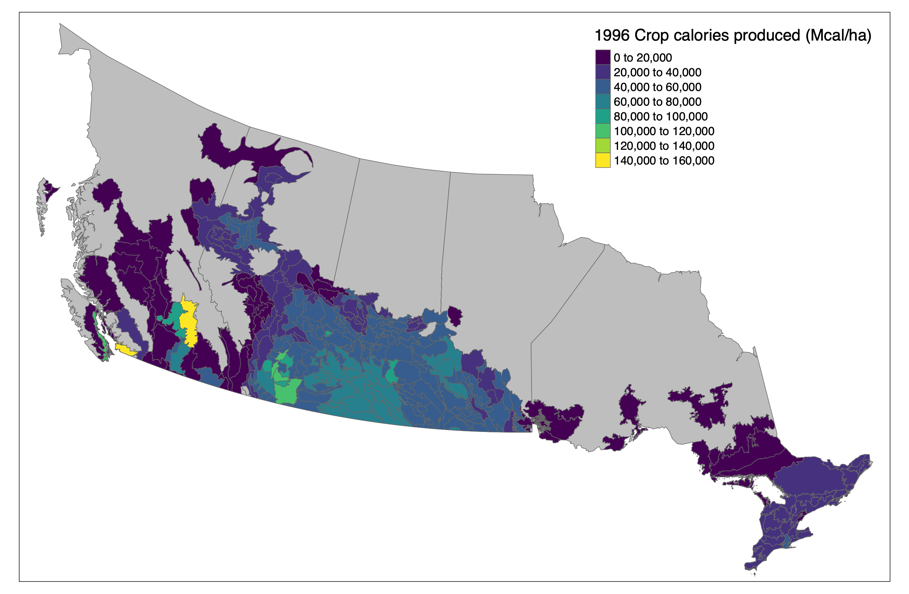 1996 Crop calories produced (Mcal/ha)
0 to 20,000
20,000 to 40,000
40,000 to 60,000
60,000 to 80,000
80,000 to 100,000
100,000 to 120,000
120,000 to 140,000
140,000 to 160,000